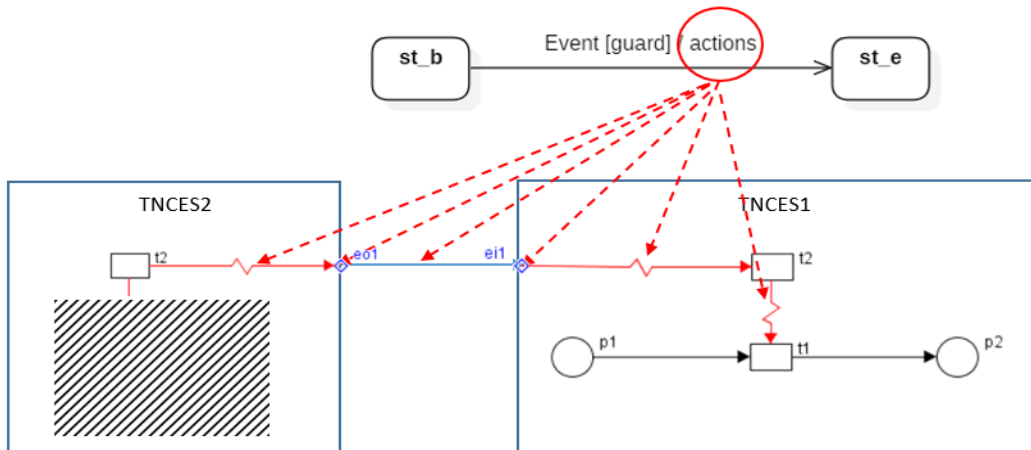 Event [guard] / actions
st_b
st_e
TNCES2
TNCES1
t2
eo1
ei1
t2
p1
t1
p2